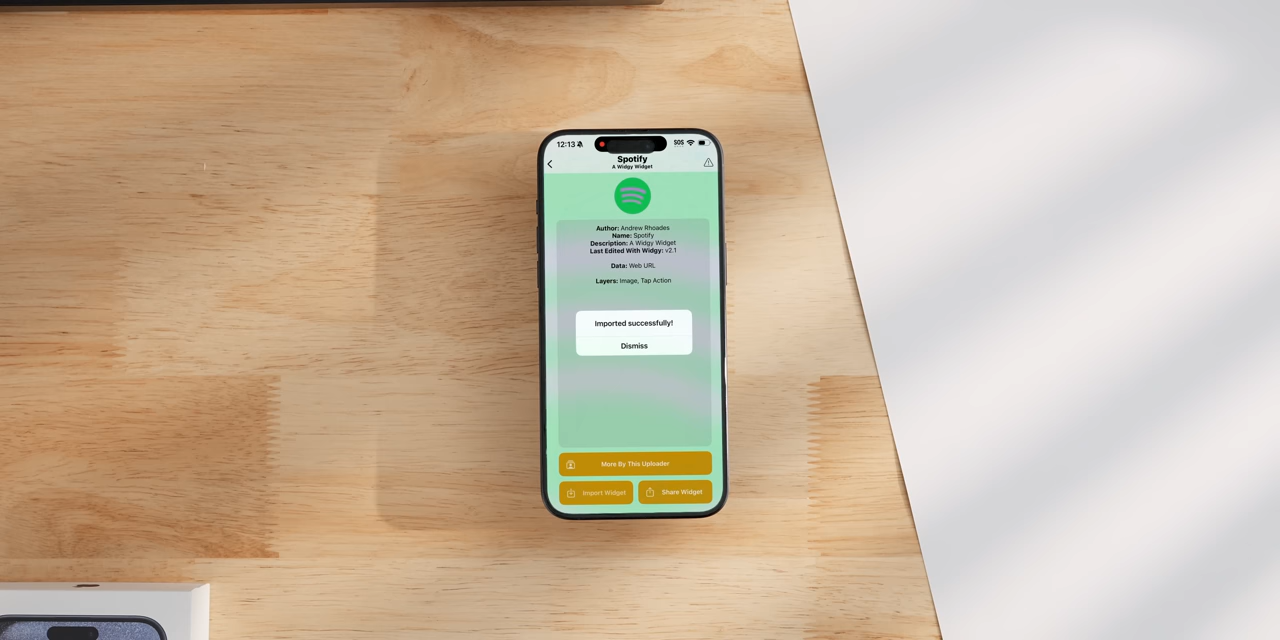 12:13
SOS
Spotify
A Widgy Widget
Author: Andrew Rhoades
Name: Spotify
Description: A Widgy Widget
Last Edited With Widgy: v2.1
Data: Web URL
Layers: Image, Tap Action
Imported successfully!
Dismiss
More By This Uploader
Import Widget
Share Widget